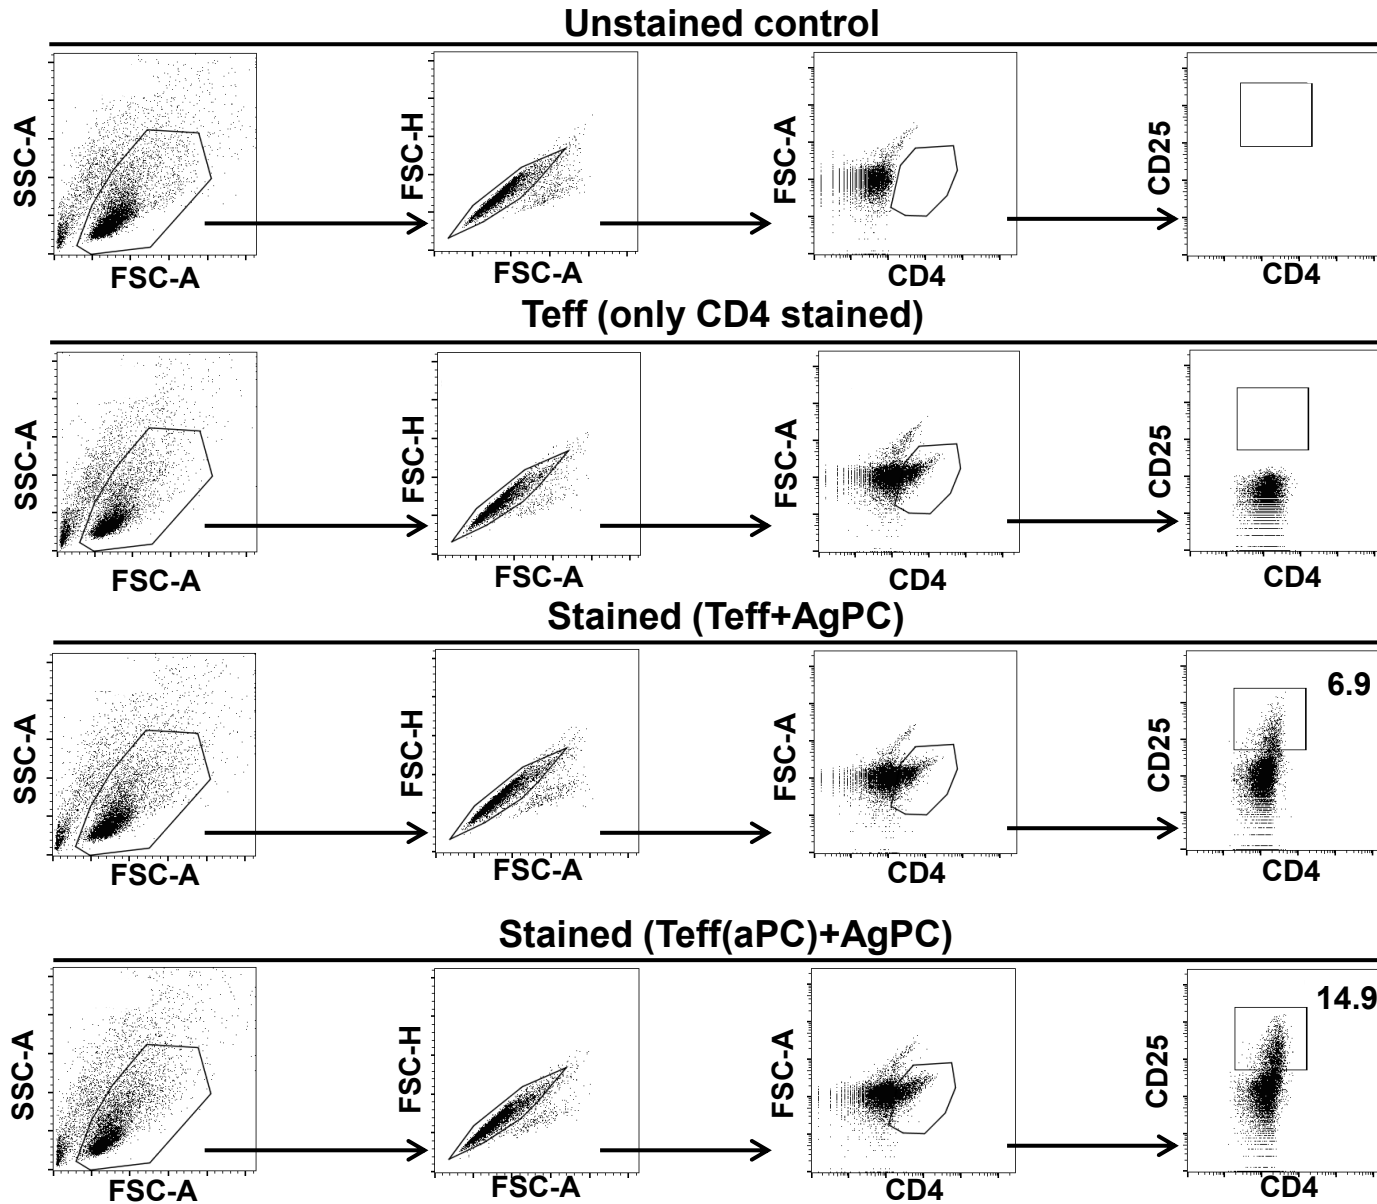 Unstained control
SSC-A
FSC-H
FSC-A
CD25
FSC-A
FSC-A
CD4
CD4
Teff (only CD4 stained)
SSC-A
FSC-H
FSC-A
CD25
FSC-A
FSC-A
CD4
CD4
Stained (Teff+AgPC)
SSC-A
FSC-H
FSC-A
CD25
6.9
FSC-A
FSC-A
CD4
CD4
Stained (Teff(aPC)+AgPC)
SSC-A
FSC-H
FSC-A
CD25
14.9
FSC-A
FSC-A
CD4
CD4